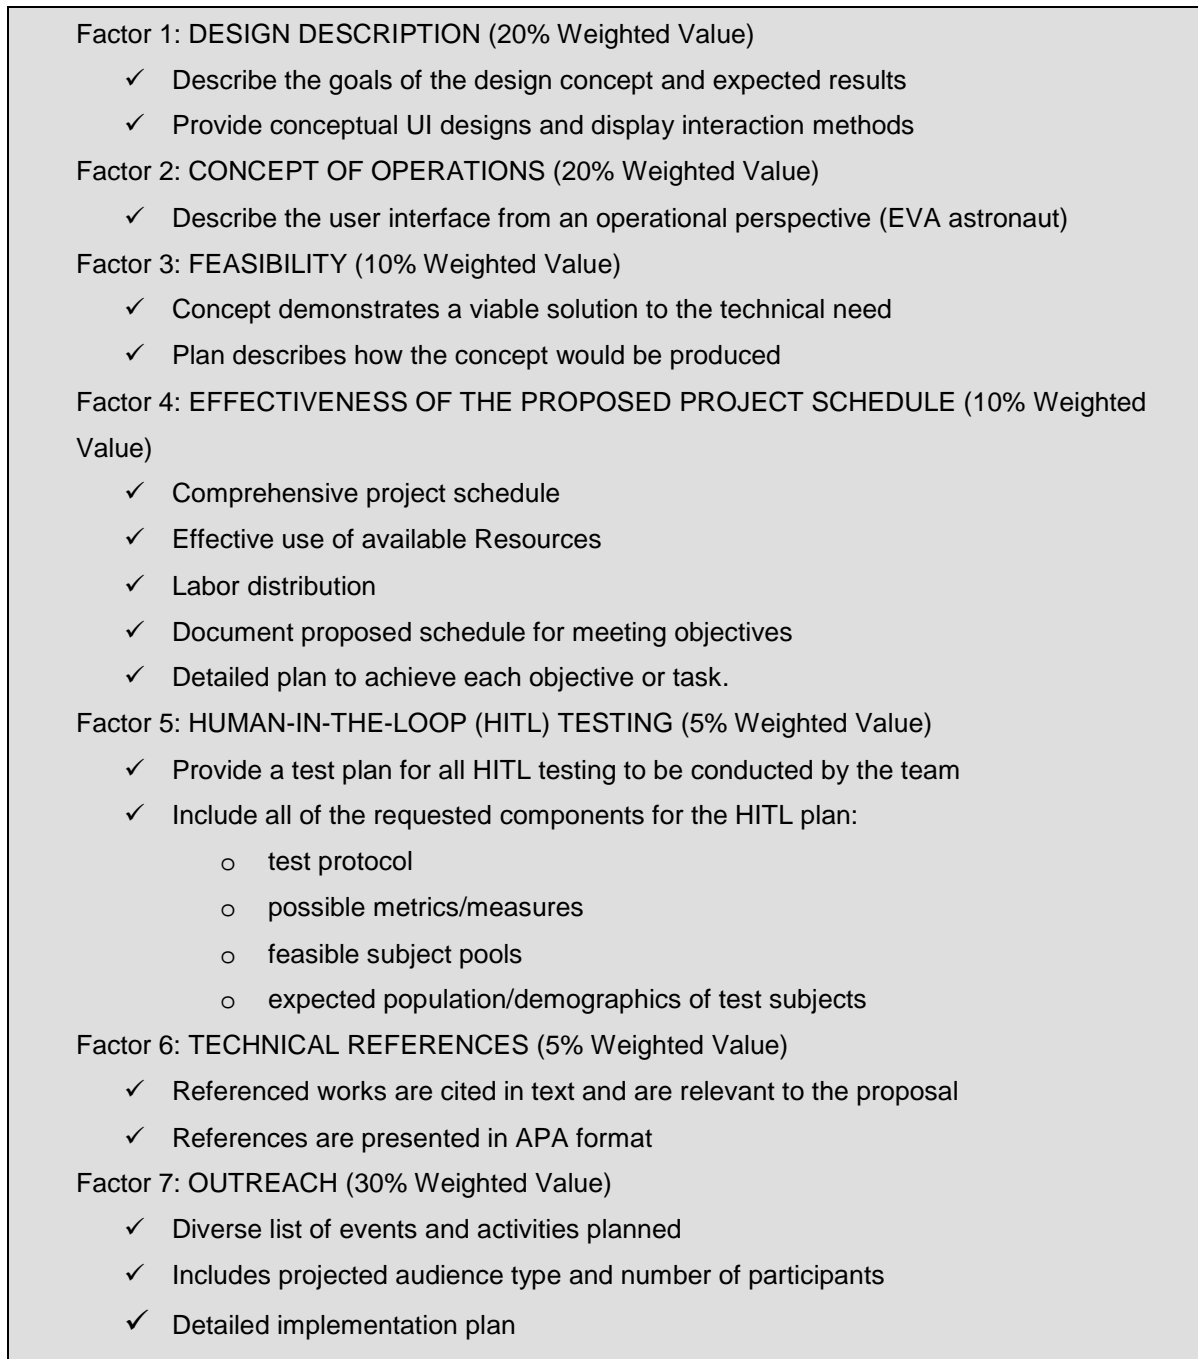 Factor 1: DESIGN DESCRIPTION (20% Weighted Value)
✓ Describe the goals of the design concept and expected results
✓ Provide conceptual UI designs and display interaction methods
Factor 2: CONCEPT OF OPERATIONS (20% Weighted Value)
✓ Describe the user interface from an operational perspective (EVA astronaut)
Factor 3: FEASIBILITY (10% Weighted Value)
✓ Concept demonstrates a viable solution to the technical need
✓ Plan describes how the concept would be produced
Factor 4: EFFECTIVENESS OF THE PROPOSED PROJECT SCHEDULE (10% Weighted
Value)
✓ Comprehensive project schedule
✓ Effective use of available Resources
✓ Labor distribution
✓ Document proposed schedule for meeting objectives
✓ Detailed plan to achieve each objective or task.
Factor 5: HUMAN-IN-THE-LOOP (HITL) TESTING (5% Weighted Value)
✓ Provide a test plan for all HITL testing to be conducted by the team
✓ Include all of the requested components for the HITL plan:
o test protocol
o possible metrics/measures
o feasible subject pools
o expected population/demographics of test subjects
Factor 6: TECHNICAL REFERENCES (5% Weighted Value)
✓ Referenced works are cited in text and are relevant to the proposal
✓ References are presented in APA format
Factor 7: OUTREACH (30% Weighted Value)
✓ Diverse list of events and activities planned
✓ Includes projected audience type and number of participants
✓ Detailed implementation plan